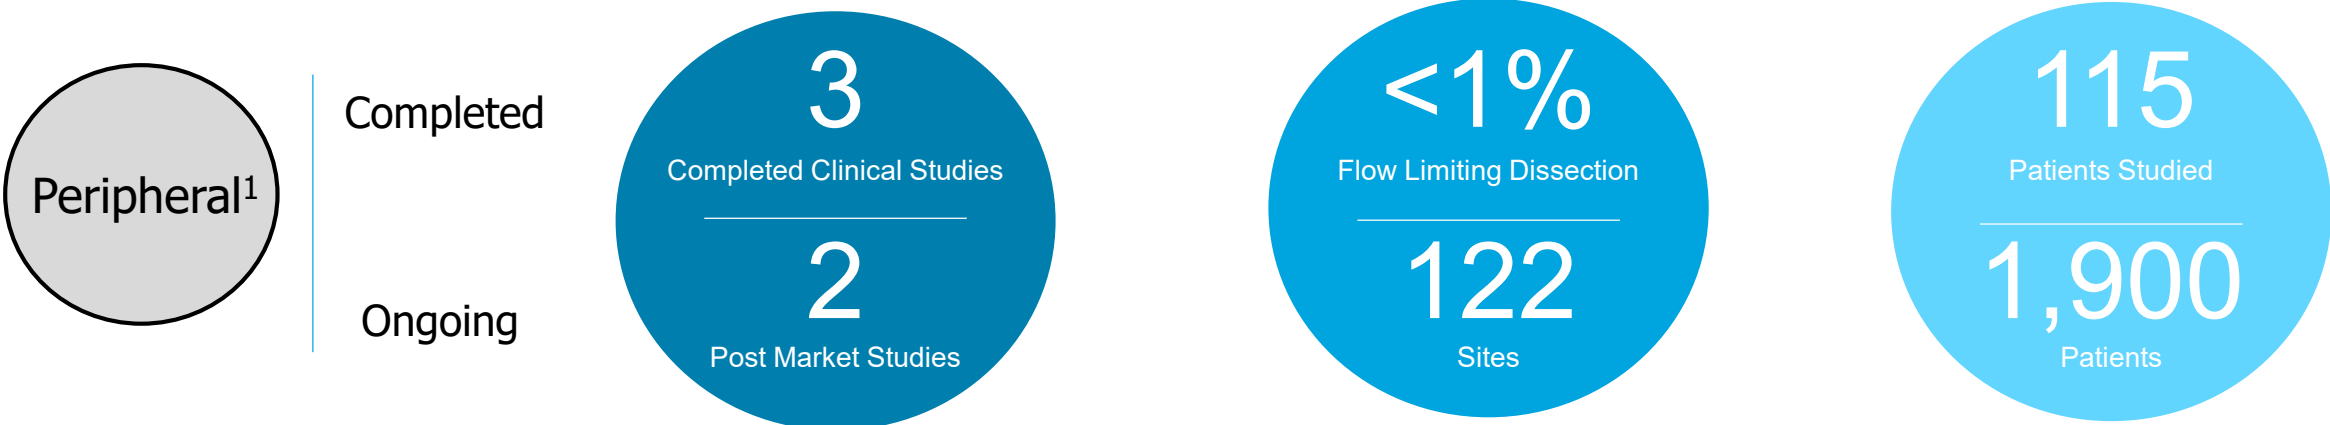 Peripheral¹
Completed
Ongoing
3
Completed Clinical Studies
2
Post Market Studies
<1%
Flow Limiting Dissection
122
Sites
115
Patients Studied
1,900
Patients